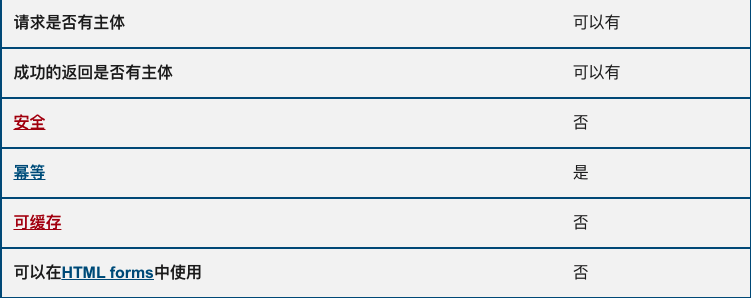 请求是否有主体 可以有
成功的返回是否有主体 可以有
安全 否
幂等 是
可缓存 否
可以在HTML forms中使用 否